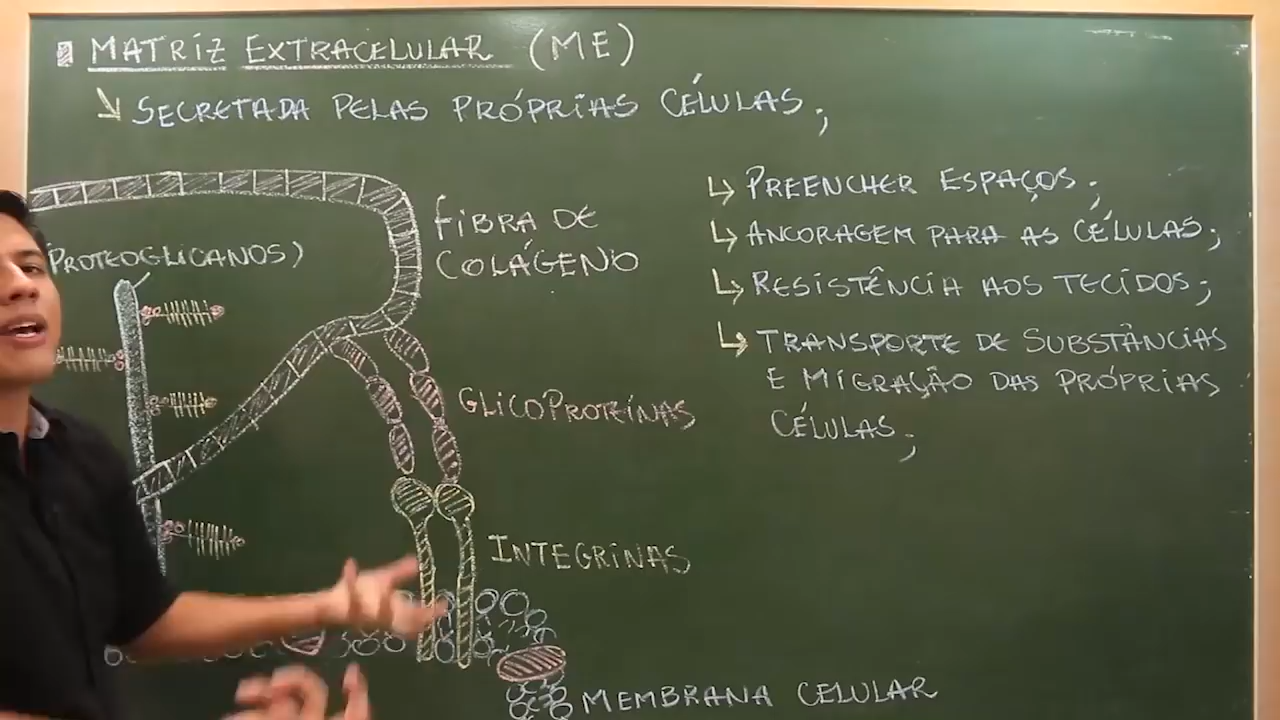 MATRIZ EXTRACELULAR (ME)
SECRETADA PELAS PRÓPRIAS CÉLULAS;
FIBRA DE
COLÁGENO
PROTEOGLICANOS)
GLICOPROTEÍNAS
INTEGRINAS
MEMBRANA CELULAR
PREENCHER ESPAÇOS;
ANCORAGEM PARA AS CÉLULAS;
RESISTÊNCIA AOS TECIDOS;
TRANSPORTE DE SUBSTÂNCIAS
E MIGRAÇÃO DAS PRÓPRIAS
CÉLULAS;